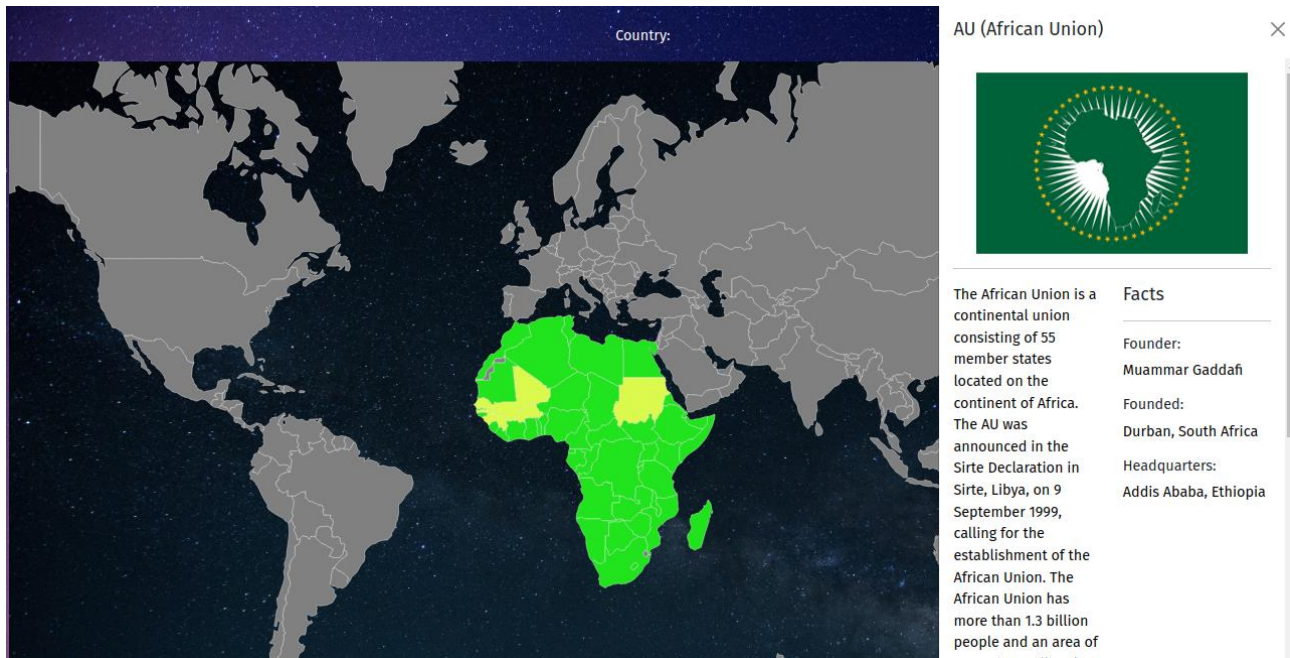 Country:
AU (African Union)
The African Union is a
continental union
consisting of 55
member states
located on the
continent of Africa.
The AU was
announced in the
Sirte Declaration in
Sirte, Libya, on 9
September 1999,
calling for the
establishment of the
African Union. The
African Union has
more than 1.3 billion
people and an area of
Facts
Founder:
Muammar Gaddafi
Founded:
Durban, South Africa
Headquarters:
Addis Ababa, Ethiopia